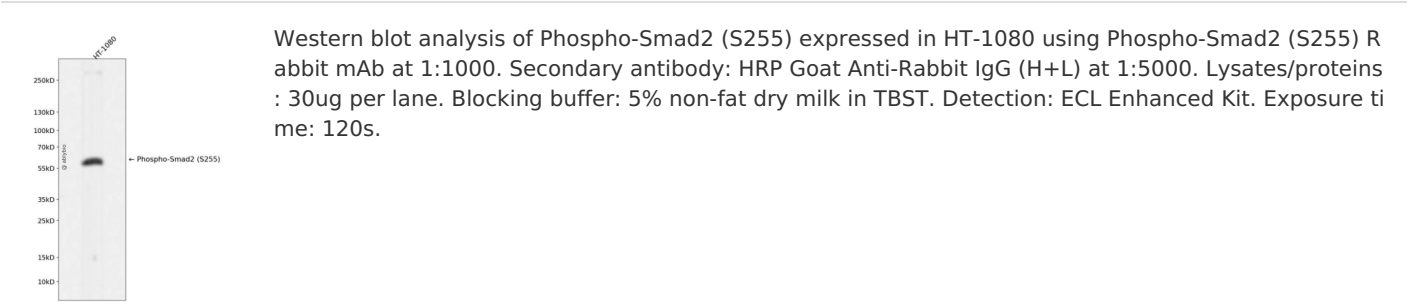 HT-1080
250kD
130kD
100kD
70kD
55kD
35kD
25kD
15kD
10kD
@ abybio
← Phospho-Smad2 (S255)
Western blot analysis of Phospho-Smad2 (S255) expressed in HT-1080 using Phospho-Smad2 (S255) R
abbit mAb at 1:1000. Secondary antibody: HRP Goat Anti-Rabbit IgG (H+L) at 1:5000. Lysates/proteins
: 30ug per lane. Blocking buffer: 5% non-fat dry milk in TBST. Detection: ECL Enhanced Kit. Exposure ti
me: 120s.